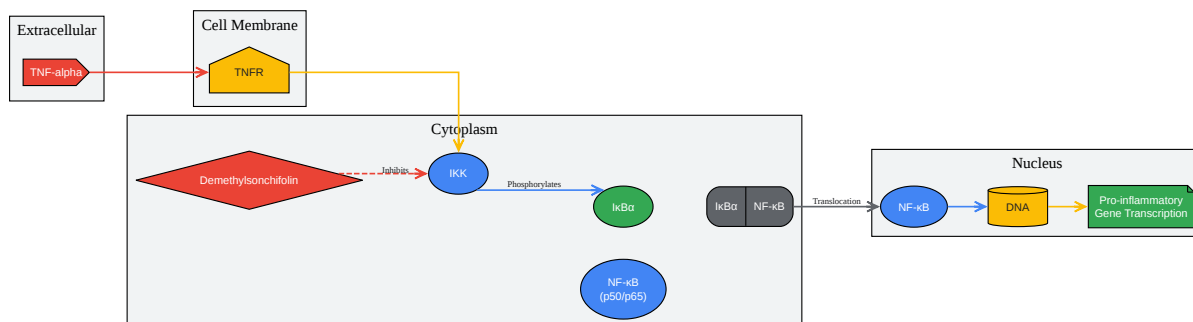 Extracellular
TNF-alpha
Cell Membrane
TNFR
Cytoplasm
Demethylsonchifolin
Inhibits
IKK
Phosphorylates
IκBα
IκBα
NF-κB
NF-κB
(p50/p65)
Translocation
Nucleus
NF-κB
DNA
Pro-inflammatory
Gene Transcription